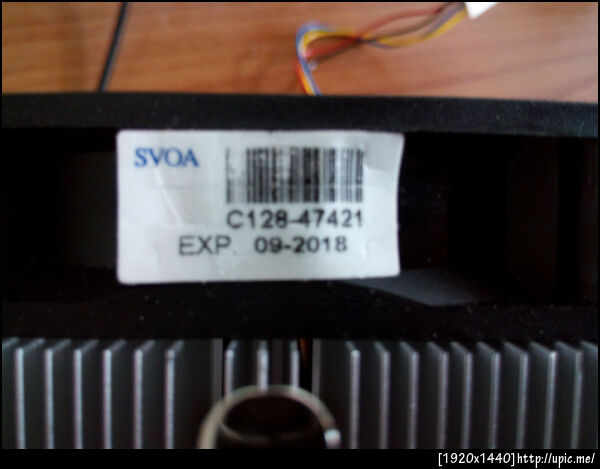 SVOA
C128-47421
EXP. 09-2018
[1920x1440]http://upic.me/